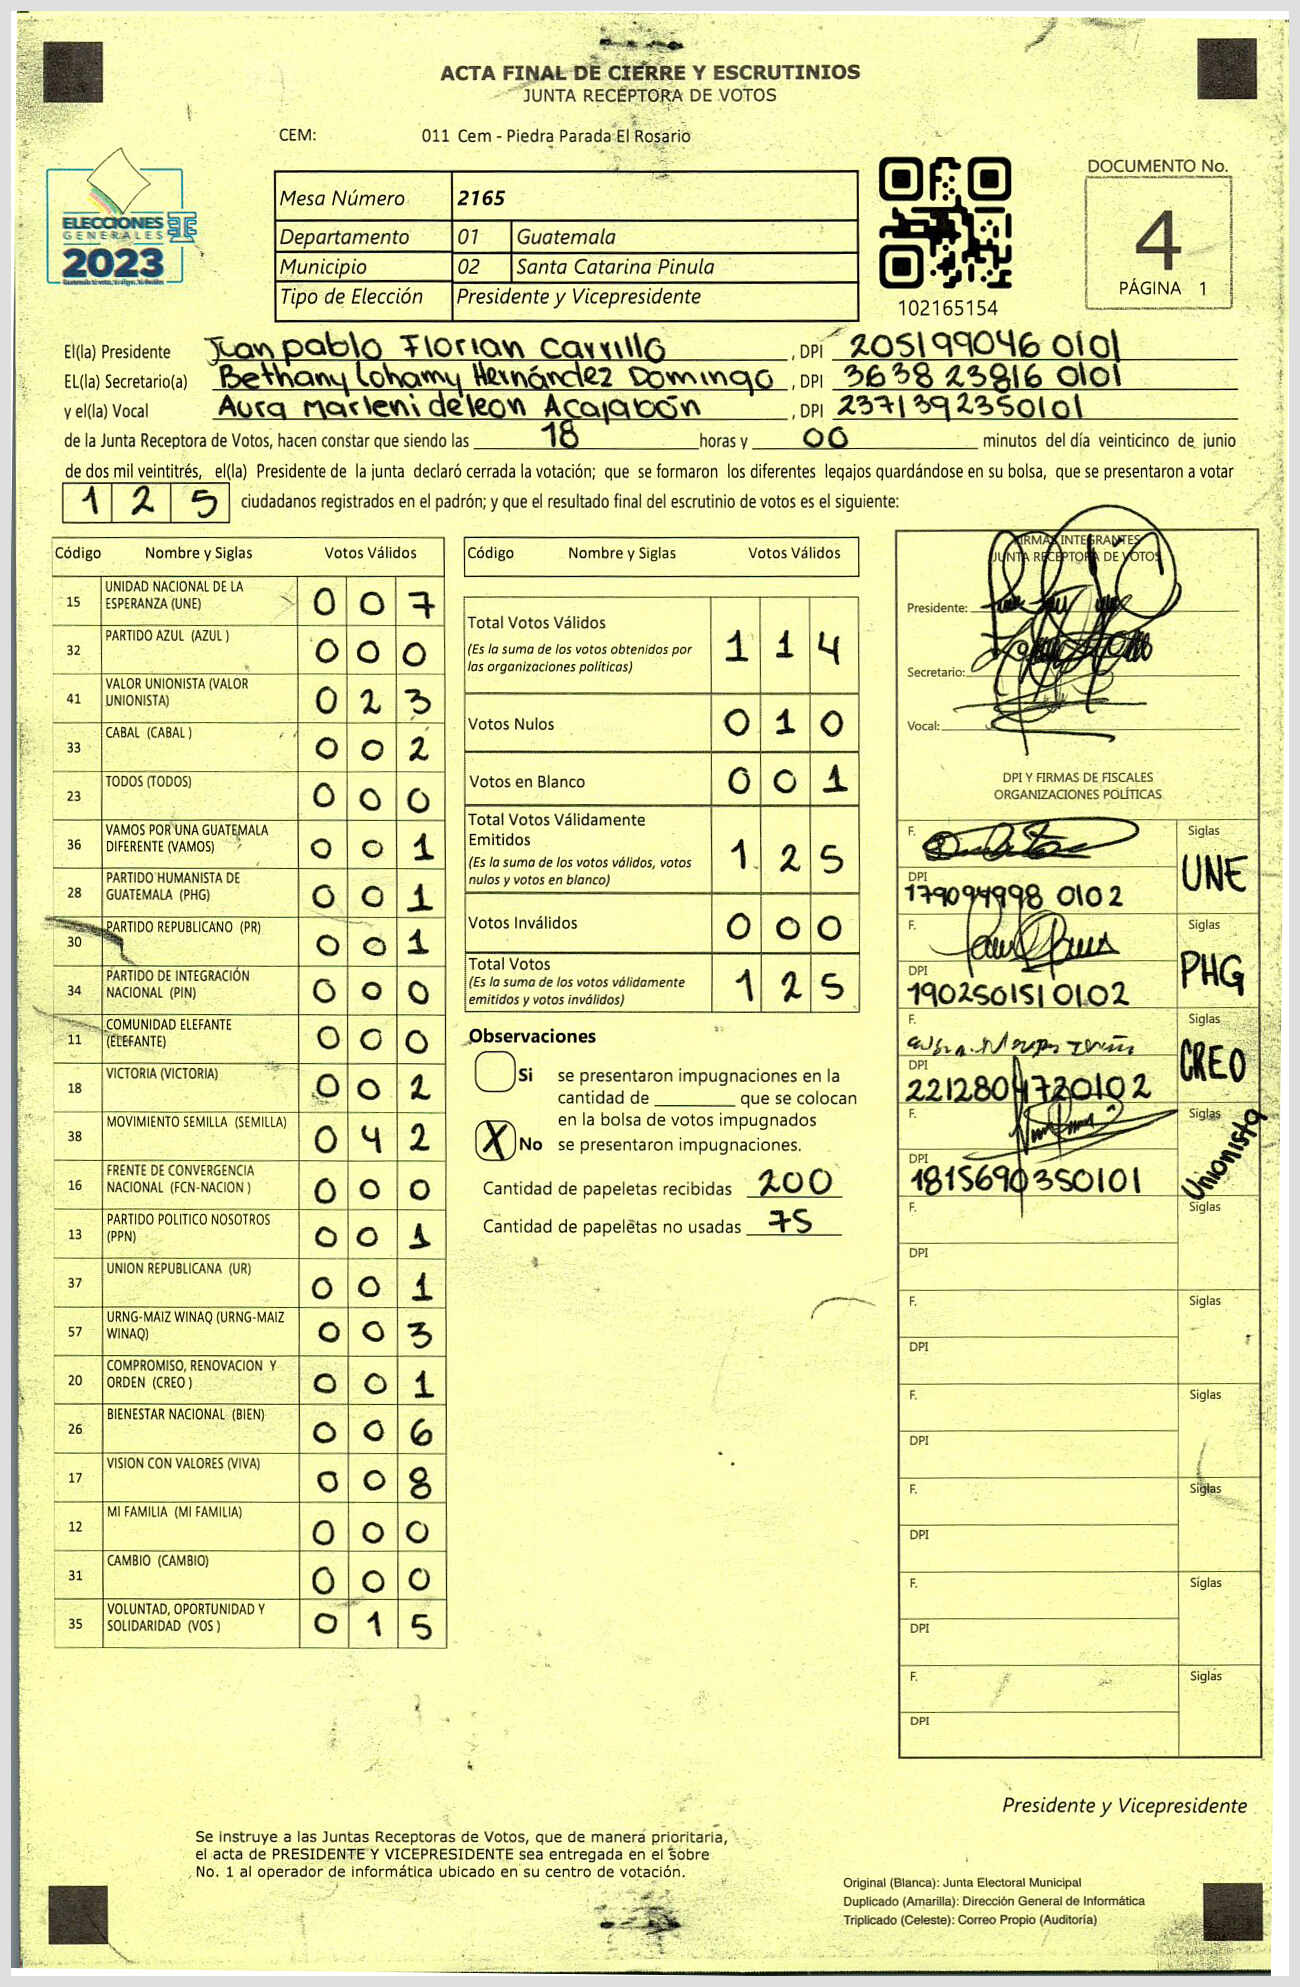 ACTA FINAL DE CIERRE Y ESCRUTINIOS
JUNTA RECEPTORA DE VOTOS
CEM: 011 Cem - Piedra Parada El Rosario
ELECCIONES
GENERALES
2023
Mesa Número 2165
Departamento 01 Guatemala
Municipio 02 Santa Catarina Pinula
Tipo de Elección Presidente y Vicepresidente
102165154
DOCUMENTO No.
4
PÁGINA 1
El(la) Presidente Juan pablo Florian Carrillo, DPI 205199046 0101
EL(la) Secretario(a) Bethany Lohamy Hernández Domingo, DPI 3638 23816 0101
y el(la) Vocal Aura Marleni de leon Acajabón, DPI 2371392350101
de la Junta Receptora de Votos, hacen constar que siendo las 18 horas y 00 minutos del día veinticinco de junio
de dos mil veintitrés, el(la) Presidente de la junta declaró cerrada la votación; que se formaron los diferentes legajos quardándose en su bolsa, que se presentaron a votar
1 2 5 ciudadanos registrados en el padrón; y que el resultado final del escrutinio de votos es el siguiente:
Código Nombre y Siglas Votos Válidos
15 UNIDAD NACIONAL DE LA ESPERANZA (UNE) 0 0 7
32 PARTIDO AZUL (AZUL ) 0 0 0
41 VALOR UNIONISTA (VALOR UNIONISTA) 0 2 3
33 CABAL (CABAL ) 0 0 2
23 TODOS (TODOS) 0 0 0
36 VAMOS POR UNA GUATEMALA DIFERENTE (VAMOS) 0 0 1
28 PARTIDO HUMANISTA DE GUATEMALA (PHG) 0 0 1
30 PARTIDO REPUBLICANO (PR) 0 0 1
34 PARTIDO DE INTEGRACIÓN NACIONAL (PIN) 0 0 0
11 COMUNIDAD ELEFANTE (ELEFANTE) 0 0 0
18 VICTORIA (VICTORIA) 0 0 2
38 MOVIMIENTO SEMILLA (SEMILLA) 0 4 2
16 FRENTE DE CONVERGENCIA NACIONAL (FCN-NACION ) 0 0 0
13 PARTIDO POLITICO NOSOTROS (PPN) 0 0 1
37 UNION REPUBLICANA (UR) 0 0 1
57 URNG-MAIZ WINAQ (URNG-MAIZ WINAQ) 0 0 3
20 COMPROMISO, RENOVACION Y ORDEN (CREO ) 0 0 1
26 BIENESTAR NACIONAL (BIEN) 0 0 6
17 VISION CON VALORES (VIVA) 0 0 8
12 MI FAMILIA (MI FAMILIA) 0 0 0
31 CAMBIO (CAMBIO) 0 0 0
35 VOLUNTAD, OPORTUNIDAD Y SOLIDARIDAD (VOS ) 0 1 5
Código Nombre y Siglas Votos Válidos
Total Votos Válidos 1 1 4
(Es la suma de los votos obtenidos por
las organizaciones políticas)
Votos Nulos 0 1 0
Votos en Blanco 0 0 1
Total Votos Válidamente
Emitidos 1 2 5
(Es la suma de los votos válidos, votos
nulos y votos en blanco)
Votos Inválidos 0 0 0
Total Votos 1 2 5
(Es la suma de los votos válidamente
emitidos y votos inválidos)
Observaciones
Si se presentaron impugnaciones en la
cantidad de ________ que se colocan
en la bolsa de votos impugnados
X No se presentaron impugnaciones.
Cantidad de papeletas recibidas 200
Cantidad de papeletas no usadas 75
FIRMAS INTEGRANTES
JUNTA RECEPTORA DE VOTOS
Presidente:
Secretario:
Vocal:
DPI Y FIRMAS DE FISCALES
ORGANIZACIONES POLÍTICAS
F. Siglas
UNE
DPI
179094998 0102
F. Siglas
PHG
DPI
1902501510102
F. Siglas
CREO
DPI
2212804720102
F. Siglas
Unionista
DPI
1815690350101
F. Siglas
DPI
F. Siglas
DPI
F. Siglas
DPI
F. Siglas
DPI
F. Siglas
DPI
F. Siglas
DPI
Presidente y Vicepresidente
Se instruye a las Juntas Receptoras de Votos, que de manera prioritaria,
el acta de PRESIDENTE Y VICEPRESIDENTE sea entregada en el sobre
No. 1 al operador de informática ubicado en su centro de votación.
Original (Blanca): Junta Electoral Municipal
Duplicado (Amarilla): Dirección General de Informática
Triplicado (Celeste): Correo Propio (Auditoría)